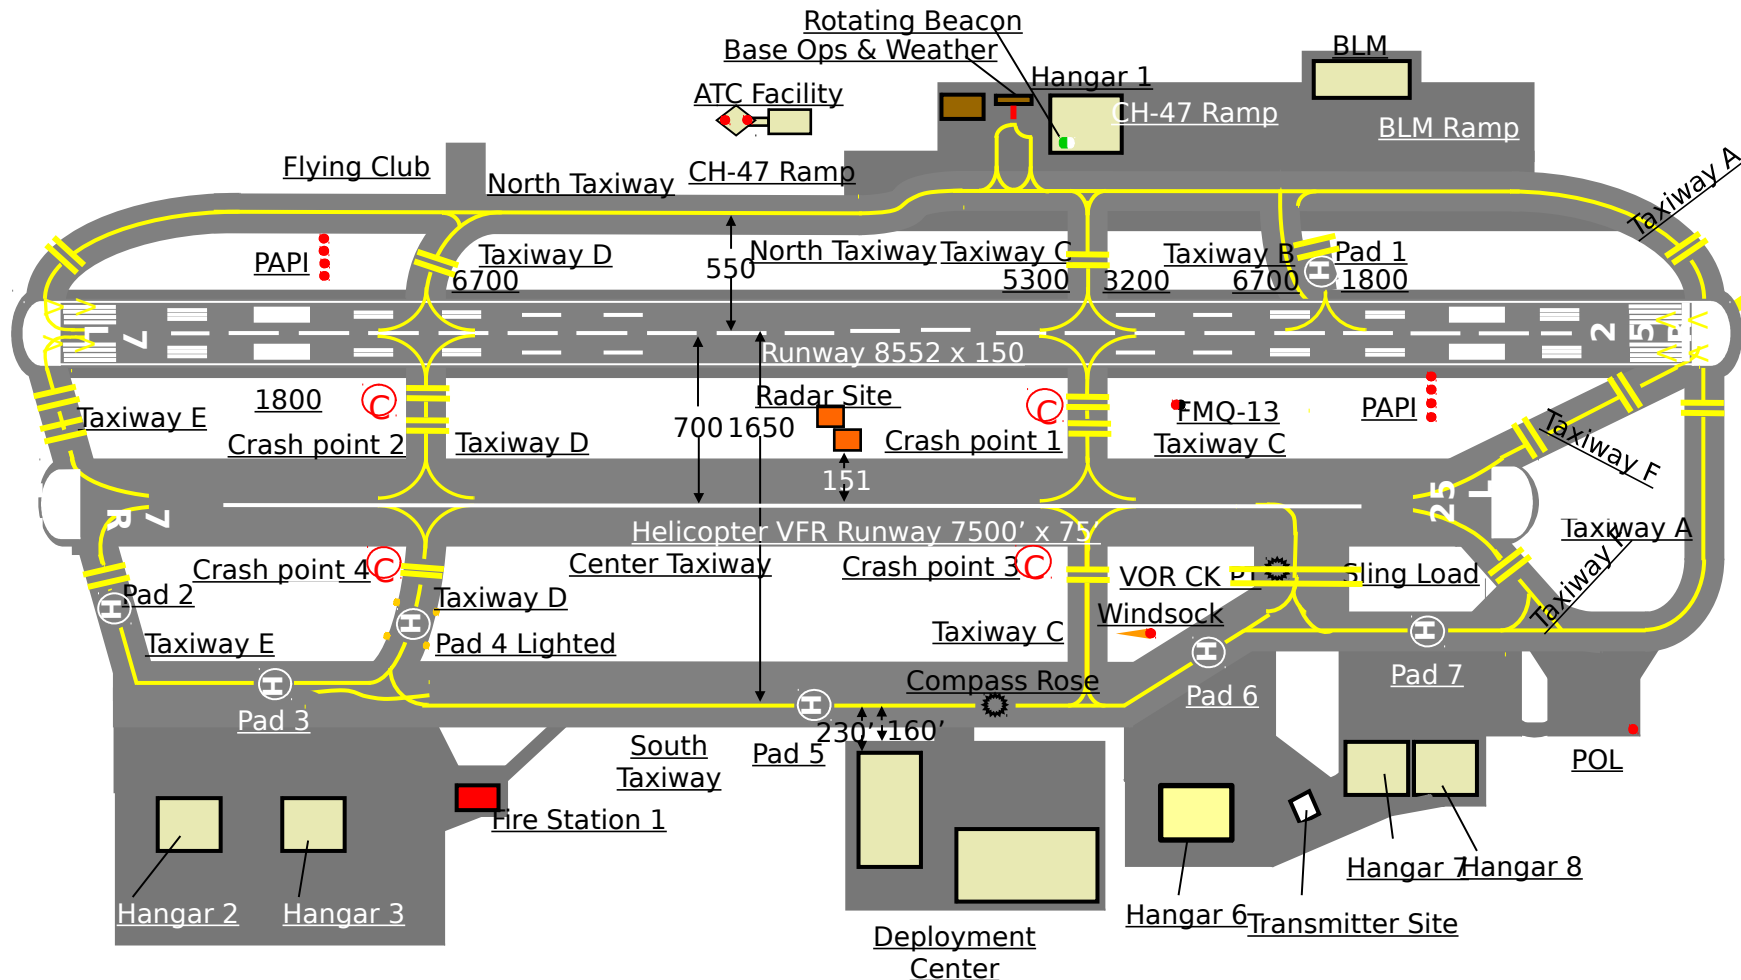 Rotating Beacon
Base Ops & Weather
BLM
Hangar 1
ATC Facility
CH-47 Ramp
BLM Ramp
Flying Club
North Taxiway
CH-47 Ramp
Taxiway A
PAPI
Taxiway D
6700
550
North Taxiway
Taxiway C
5300
3200
Taxiway B
6700
Pad 1
1800
H
7
L
2
5
R
Runway 8552 x 150
1800
C
Radar Site
C
FMQ-13
PAPI
Taxiway E
Crash point 2
Taxiway D
700
1650
Crash point 1
Taxiway C
Taxiway F
151
7
R
25
L
Helicopter VFR Runway 7500’ x 75’
Taxiway A
Crash point 4
C
Center Taxiway
Crash point 3
C
VOR CK PT
Sling Load
Taxiway F
Pad 2
H
Taxiway D
H
Windsock
Taxiway E
Pad 4 Lighted
Taxiway C
H
H
Pad 3
H
Compass Rose
Pad 6
Pad 7
H
H
230’
160’
South
Taxiway
Pad 5
POL
Fire Station 1
Hangar 7
Hangar 8
Hangar 2
Hangar 3
Hangar 6
Transmitter Site
Deployment
Center